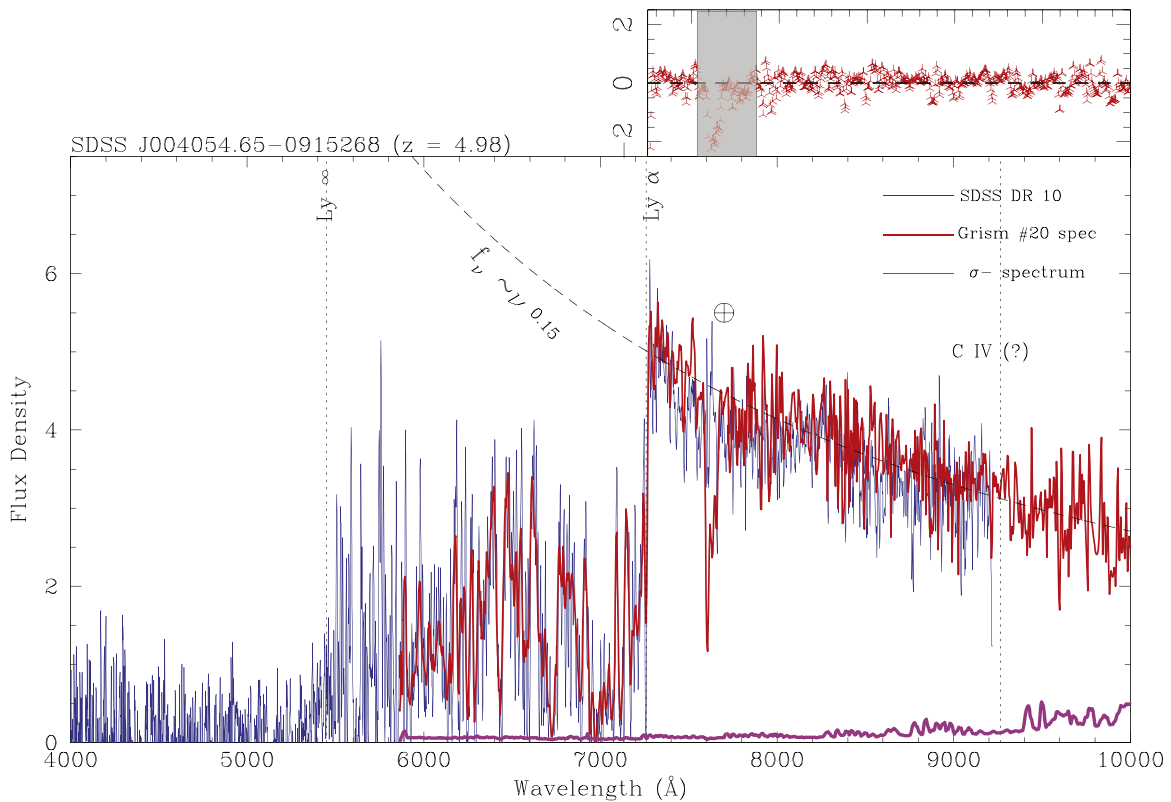 2
0
-2
SDSS J004054.65-0915268 (z = 4.98)
Ly ∞
Ly α
SDSS DR 10
Grism #20 spec
σ- spectrum
f_ν ~ν^0.15
C IV (?)
6
4
2
0
Flux Density
4000 5000 6000 7000 8000 9000 10000
Wavelength (Å)